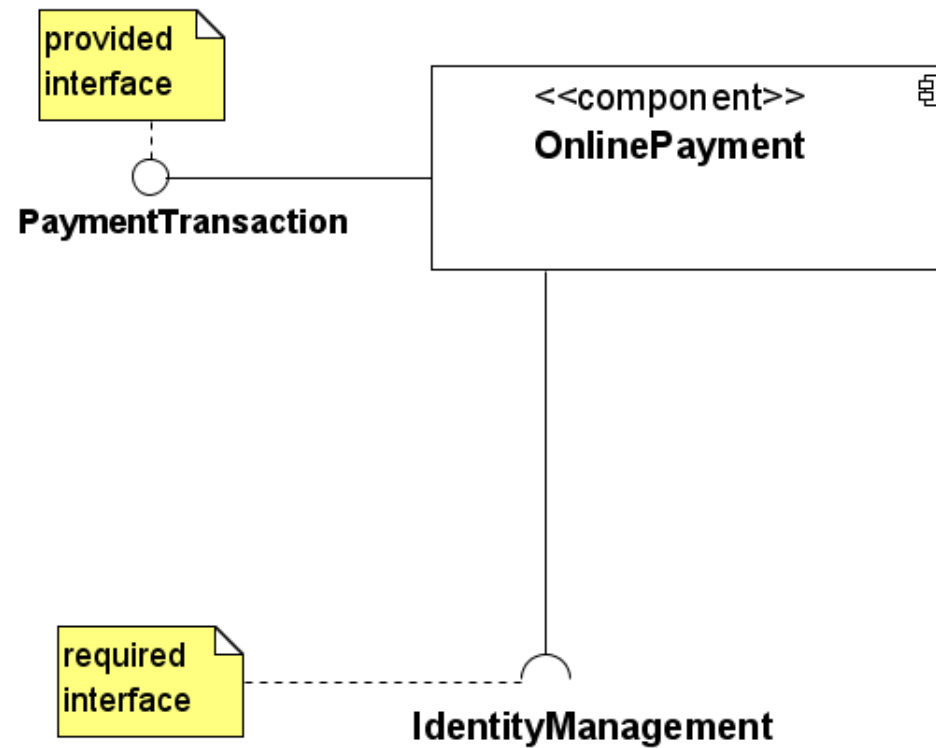 provided
interface
<<component>>
OnlinePayment
PaymentTransaction
required
interface
IdentityManagement